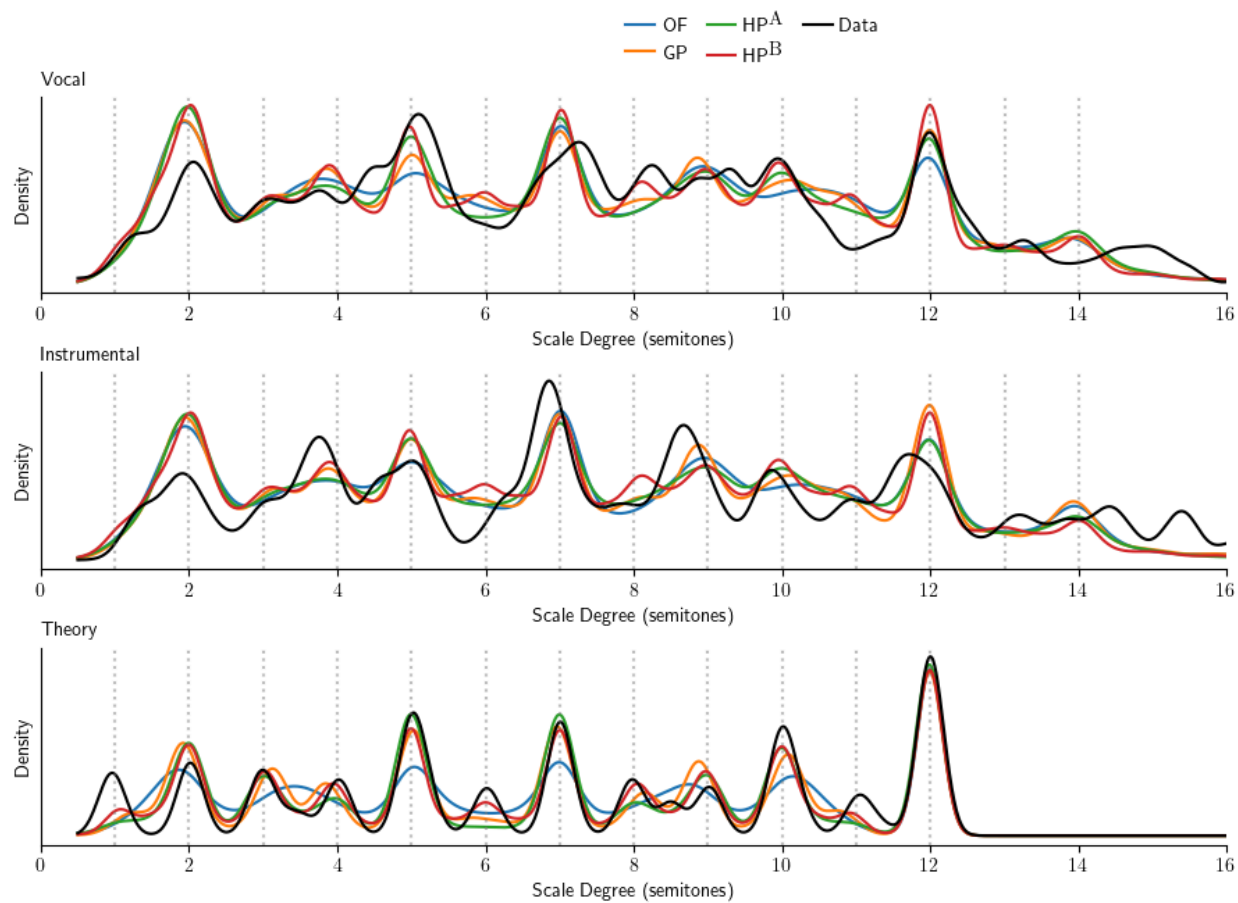 OF HP^A Data
GP HP^B
Vocal
Density
0 2 4 6 8 10 12 14 16
Scale Degree (semitones)
Instrumental
Density
0 2 4 6 8 10 12 14 16
Scale Degree (semitones)
Theory
Density
0 2 4 6 8 10 12 14 16
Scale Degree (semitones)